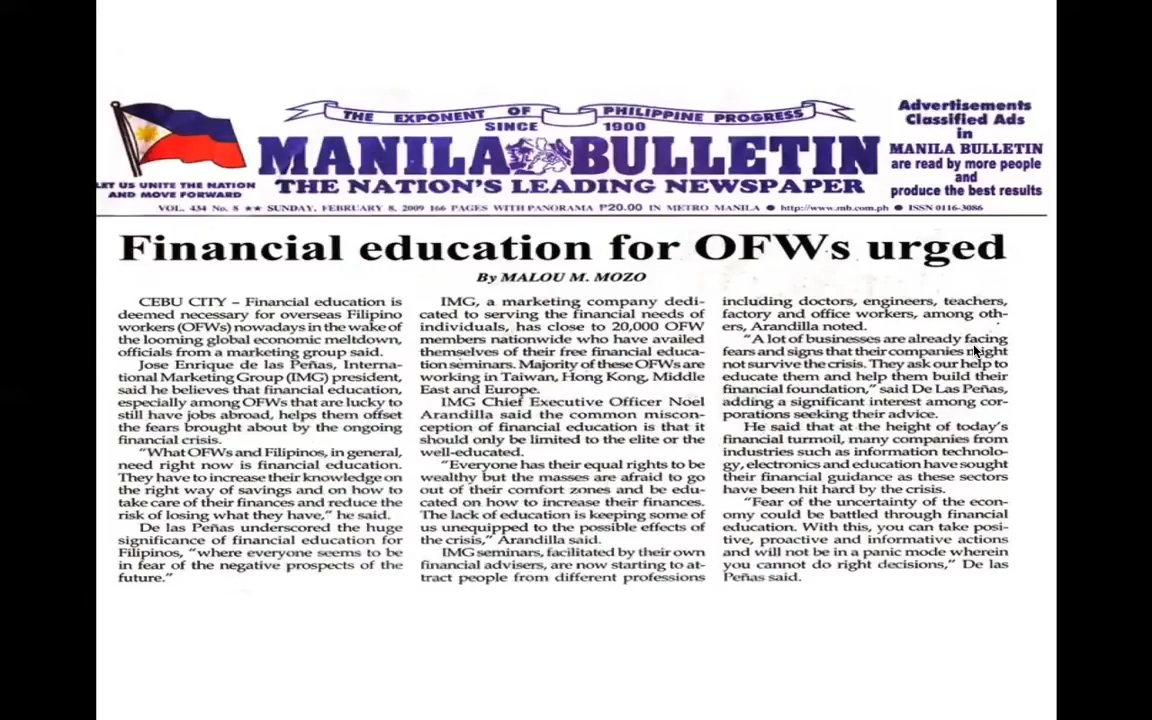 THE EXPONENT OF PHILIPPINE PROGRESS
SINCE 1900
MANILA BULLETIN
THE NATION'S LEADING NEWSPAPER
LET US UNITE THE NATION
AND MOVE FORWARD
Advertisements
Classified Ads
in
MANILA BULLETIN
are read by more people
and
produce the best results
VOL. 434 No. 8 ★★ SUNDAY, FEBRUARY 8, 2009 166 PAGES WITH PANORAMA ₱20.00 IN METRO MANILA ● http://www.mb.com.ph ● ISSN 0116-3086
Financial education for OFWs urged
By MALOU M. MOZO
CEBU CITY – Financial education is
deemed necessary for overseas Filipino
workers (OFWs) nowadays in the wake of
the looming global economic meltdown,
officials from a marketing group said.
Jose Enrique de las Peñas, Interna-
tional Marketing Group (IMG) president,
said he believes that financial education,
especially among OFWs that are lucky to
still have jobs abroad, helps them offset
the fears brought about by the ongoing
financial crisis.
"What OFWs and Filipinos, in general,
need right now is financial education.
They have to increase their knowledge on
the right way of savings and on how to
take care of their finances and reduce the
risk of losing what they have," he said.
De las Peñas underscored the huge
significance of financial education for
Filipinos, "where everyone seems to be
in fear of the negative prospects of the
future."
IMG, a marketing company dedi-
cated to serving the financial needs of
individuals, has close to 20,000 OFW
members nationwide who have availed
themselves of their free financial educa-
tion seminars. Majority of these OFWs are
working in Taiwan, Hong Kong, Middle
East and Europe.
IMG Chief Executive Officer Noel
Arandilla said the common miscon-
ception of financial education is that it
should only be limited to the elite or the
well-educated.
"Everyone has their equal rights to be
wealthy but the masses are afraid to go
out of their comfort zones and be edu-
cated on how to increase their finances.
The lack of education is keeping some of
us unequipped to the possible effects of
the crisis," Arandilla said.
IMG seminars, facilitated by their own
financial advisers, are now starting to at-
tract people from different professions
including doctors, engineers, teachers,
factory and office workers, among oth-
ers, Arandilla noted.
"A lot of businesses are already facing
fears and signs that their companies might
not survive the crisis. They ask our help to
educate them and help them build their
financial foundation," said De Las Peñas,
adding a significant interest among cor-
porations seeking their advice.
He said that at the height of today's
financial turmoil, many companies from
industries such as information technolo-
gy, electronics and education have sought
their financial guidance as these sectors
have been hit hard by the crisis.
"Fear of the uncertainty of the econ-
omy could be battled through financial
education. With this, you can take posi-
tive, proactive and informative actions
and will not be in a panic mode wherein
you cannot do right decisions," De las
Peñas said.